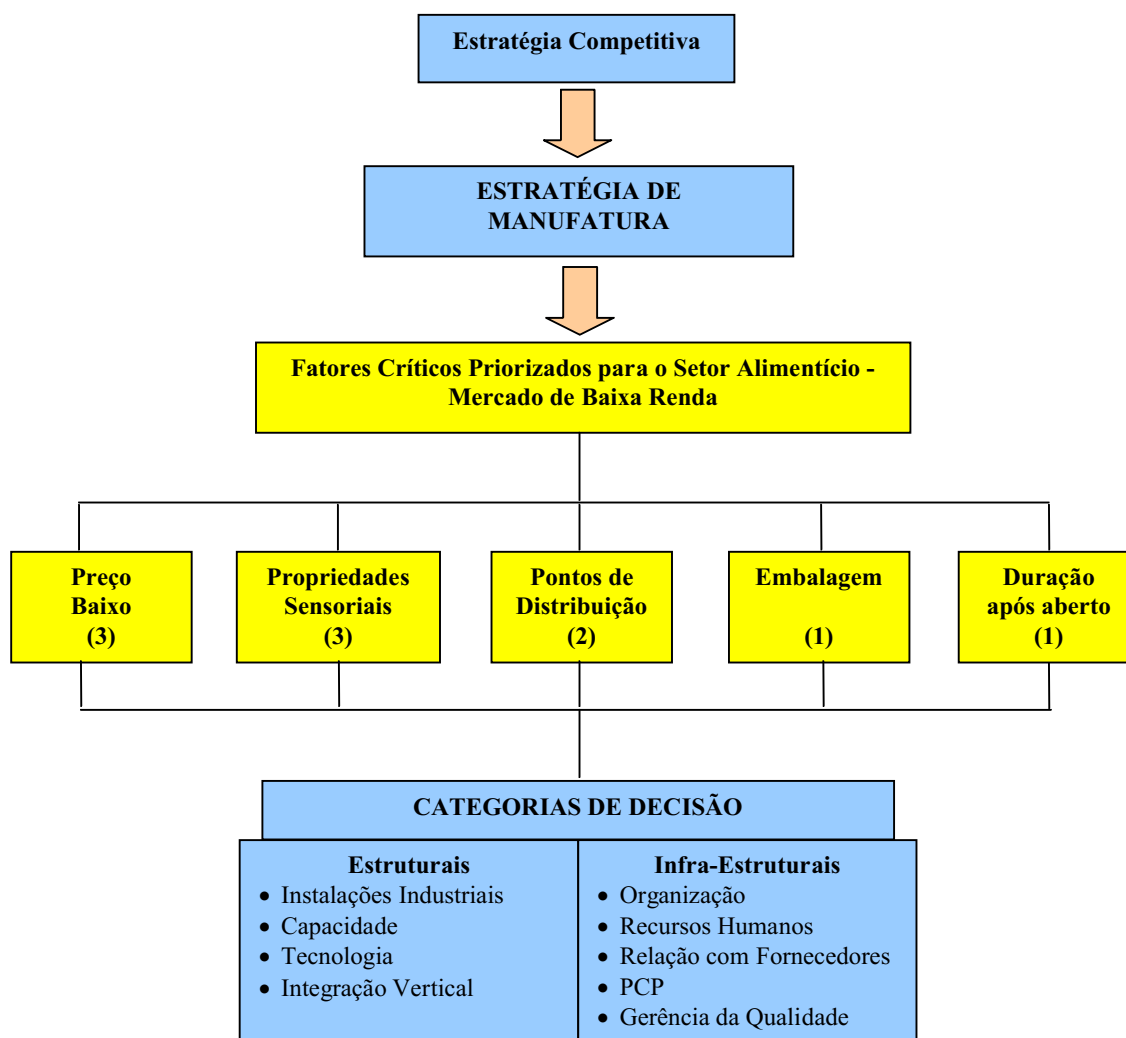 Estratégia Competitiva
ESTRATÉGIA DE
MANUFATURA
Fatores Críticos Priorizados para o Setor Alimentício -
Mercado de Baixa Renda
Preço
Baixo
(3)
Propriedades
Sensoriais
(3)
Pontos de
Distribuição
(2)
Embalagem
(1)
Duração
após aberto
(1)
CATEGORIAS DE DECISÃO
Estruturais
• Instalações Industriais
• Capacidade
• Tecnologia
• Integração Vertical
Infra-Estruturais
• Organização
• Recursos Humanos
• Relação com Fornecedores
• PCP
• Gerência da Qualidade